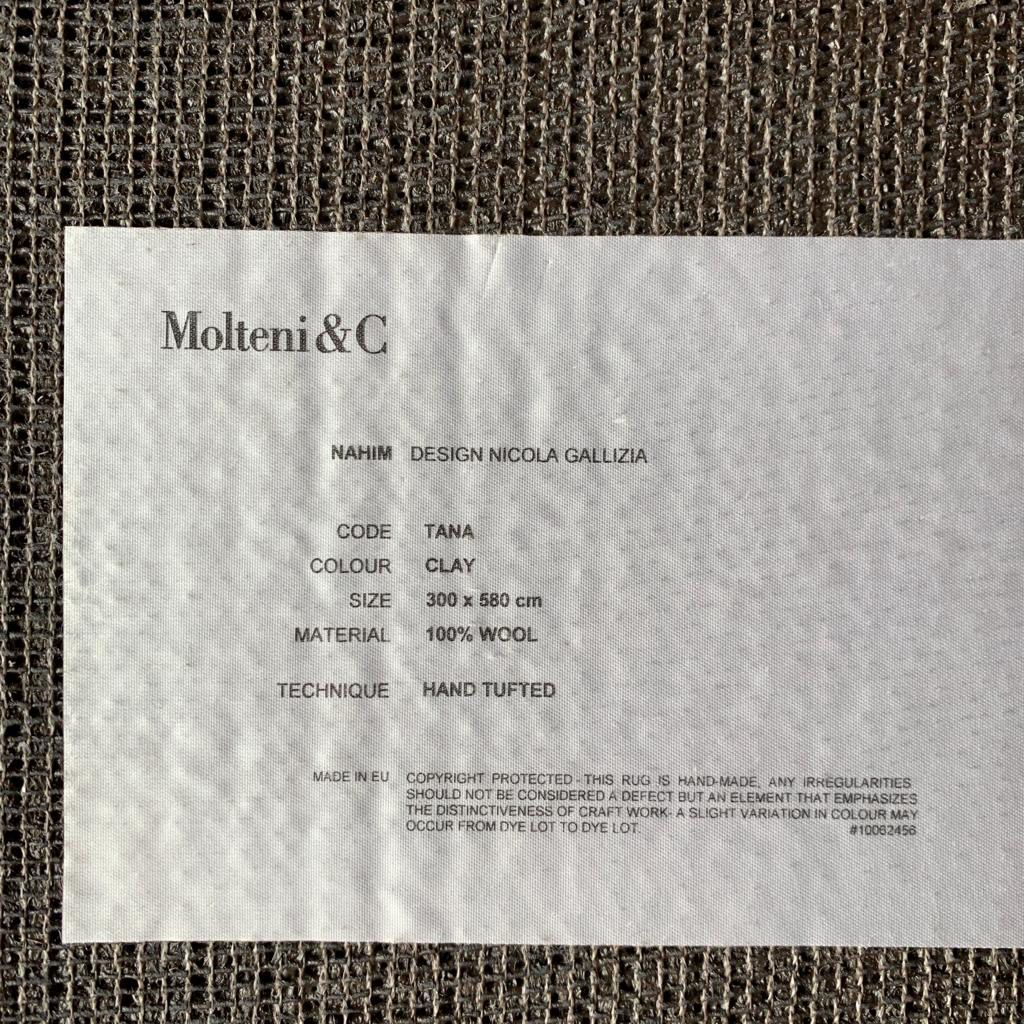 Molteni & C
NAHIM DESIGN NICOLA GALLIZIA
CODE TANA
COLOUR CLAY
SIZE 300 x 580 cm
MATERIAL 100% WOOL
TECHNIQUE HAND TUFTED
MADE IN EU COPYRIGHT PROTECTED - THIS RUG IS HAND-MADE, ANY IRREGULARITIES
SHOULD NOT BE CONSIDERED A DEFECT BUT AN ELEMENT THAT EMPHASIZES
THE DISTINCTIVENESS OF CRAFT WORK- A SLIGHT VARIATION IN COLOUR MAY
OCCUR FROM DYE LOT TO DYE LOT. #10062456